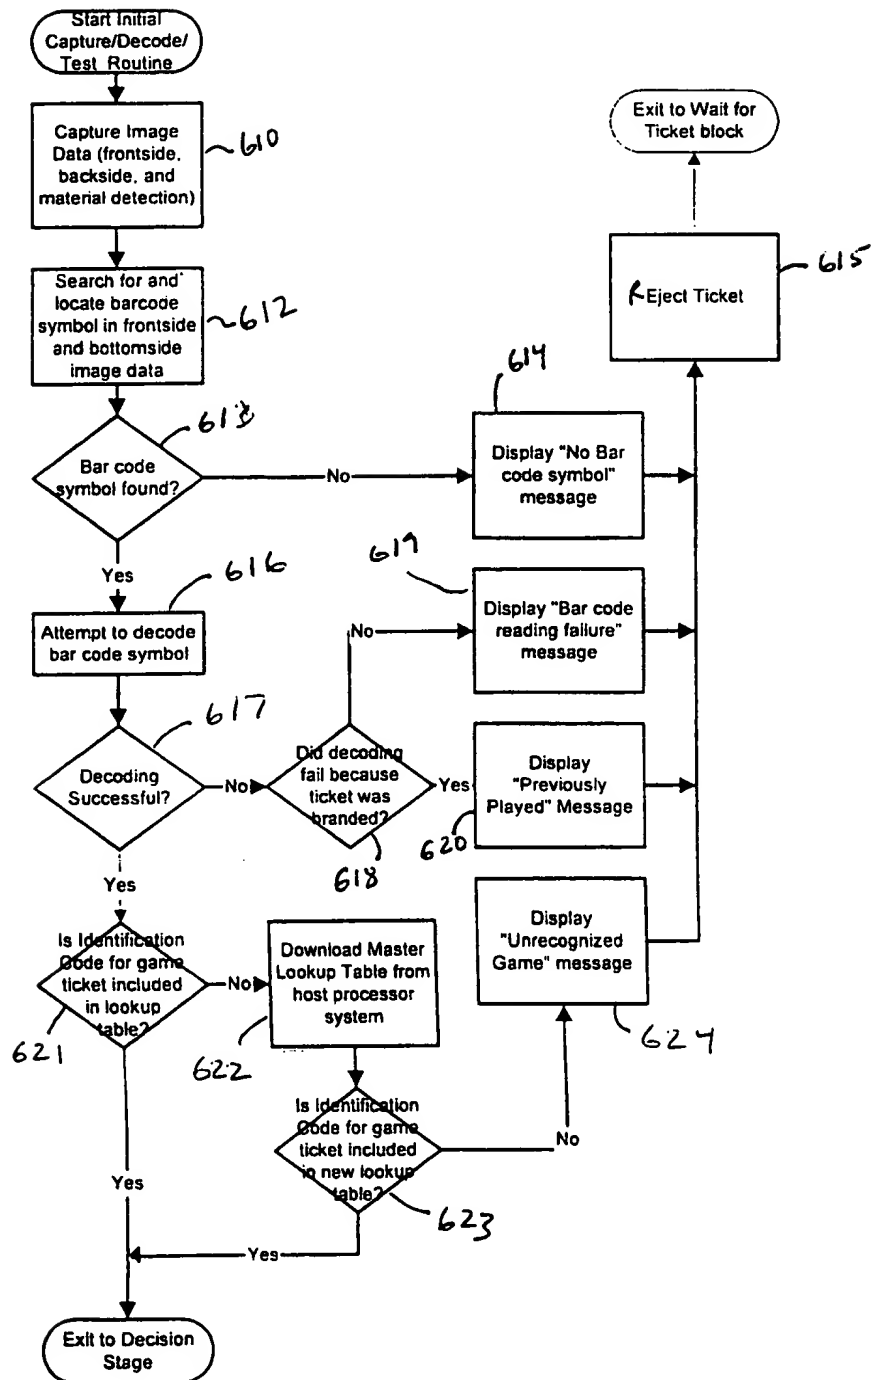 Start Initial
Capture/Decode/
Test Routine
Capture Image
Data (frontside,
backside, and
material detection)
610
Exit to Wait for
Ticket block
Search for and
locate barcode
symbol in frontside
and bottomside
image data
612
REject Ticket
615
Bar code
symbol found?
613
No
Display "No Bar
code symbol"
message
614
Yes
Attempt to decode
bar code symbol
616
No
Display "Bar code
reading failure"
message
619
Decoding
Successful?
617
No
Did decoding
fail because
ticket was
branded?
618
Yes
Display
"Previously
Played" Message
620
Yes
Is Identification
Code for game
ticket included
in lookup
table?
621
No
Download Master
Lookup Table from
host processor
system
622
Display
"Unrecognized
Game" message
624
Is Identification
Code for game
ticket included
in new lookup
table?
623
No
Yes
Yes
Exit to Decision
Stage